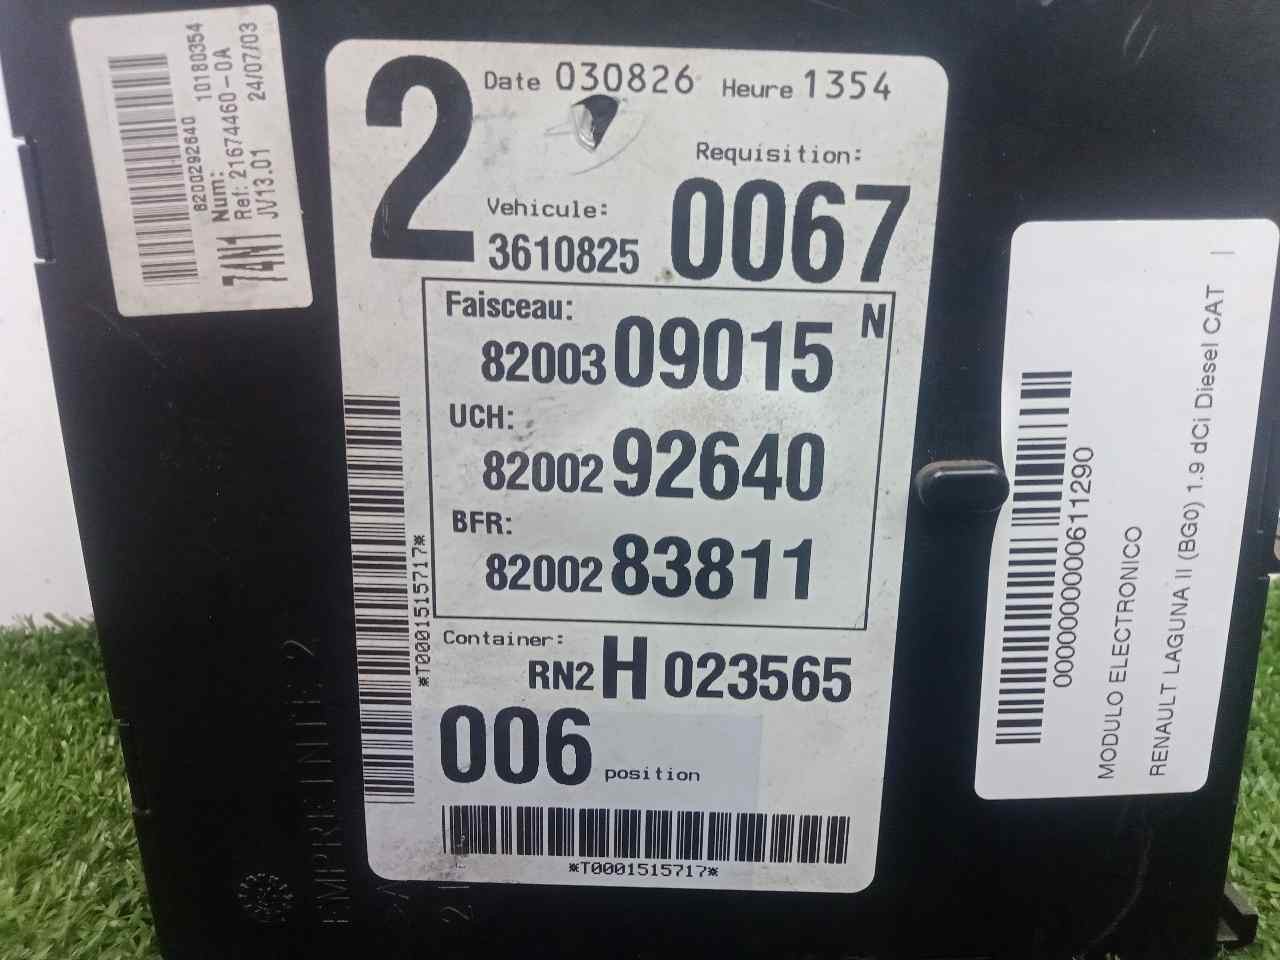 8200292640 10180354
Num:
Ref: 21674460-0A
74N1 JV13.01 24/07/03
2
Date 030826 Heure 1354
Requisition:
0067
Vehicule:
3610825
Faisceau: N
8200309015
UCH:
8200292640
BFR:
8200283811
Container:
RN2 H 023565
006 position
*T0001515717*
*T0001515717*
EMPREINTE 2
0000000000611290
MODULO ELECTRONICO
RENAULT LAGUNA II (BG0) 1.9 dCi Diesel CAT |